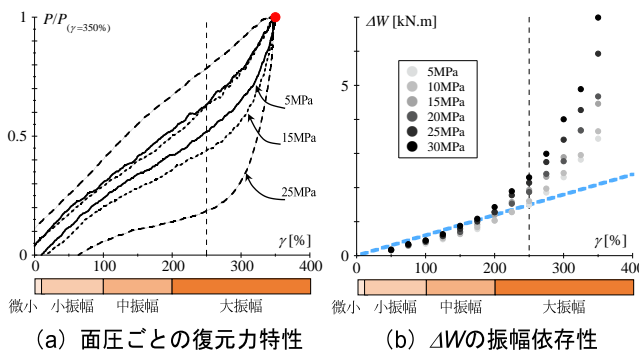 P/P(γ=350%)
1
0.5
0
5MPa
15MPa
25MPa
γ [%]
0 100 200 300 400
微小 小振幅 中振幅 大振幅
(a) 面圧ごとの復元力特性
ΔW [kN.m]
5
0
5MPa
10MPa
15MPa
20MPa
25MPa
30MPa
γ [%]
0 100 200 300 400
微小 小振幅 中振幅 大振幅
(b) ΔWの振幅依存性